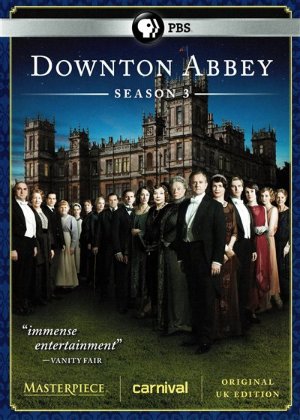 PBS
DOWNTON ABBEY
SEASON 3
“immense
entertainment”
—VANITY FAIR
MASTERPIECE.
carnival
ORIGINAL
UK EDITION